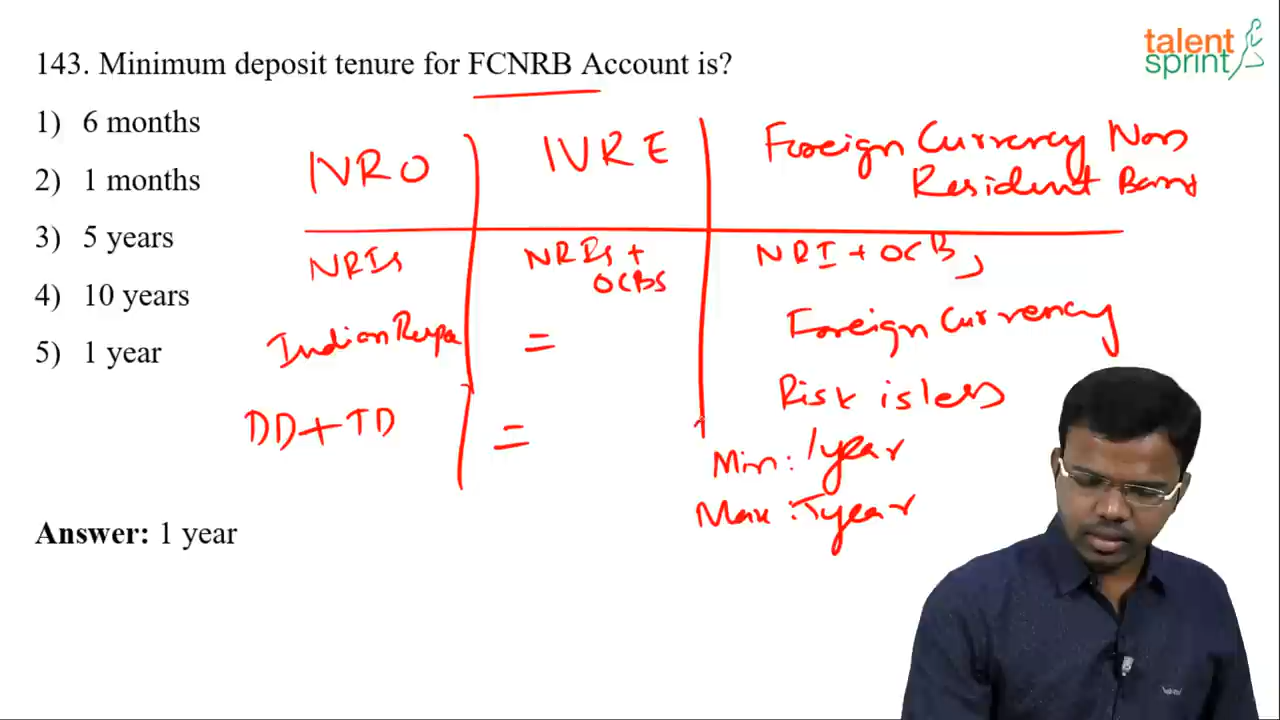 talent
sprint
143. Minimum deposit tenure for FCNRB Account is?
1) 6 months
2) 1 months
3) 5 years
4) 10 years
5) 1 year
NRO
NRE
Foreign Currency Non
Resident Bank
NRIs
NRIs +
OCBs
NRI + OCB,
Indian
=
Foreign Currency
DD+TD
=
Risk is less
Min: 1year
Max: 5year
Answer: 1 year